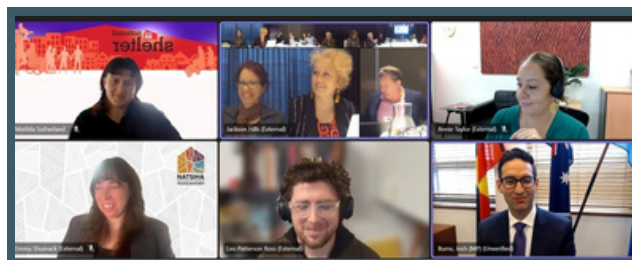 national
shelter
Matilda Sutherland
Jackson Hills (External)
Annie Taylor (External)
NATSIHA
Emma Shumack (External)
Leo Patterson Ross (External)
Burns, Josh (MP) (Unverified)